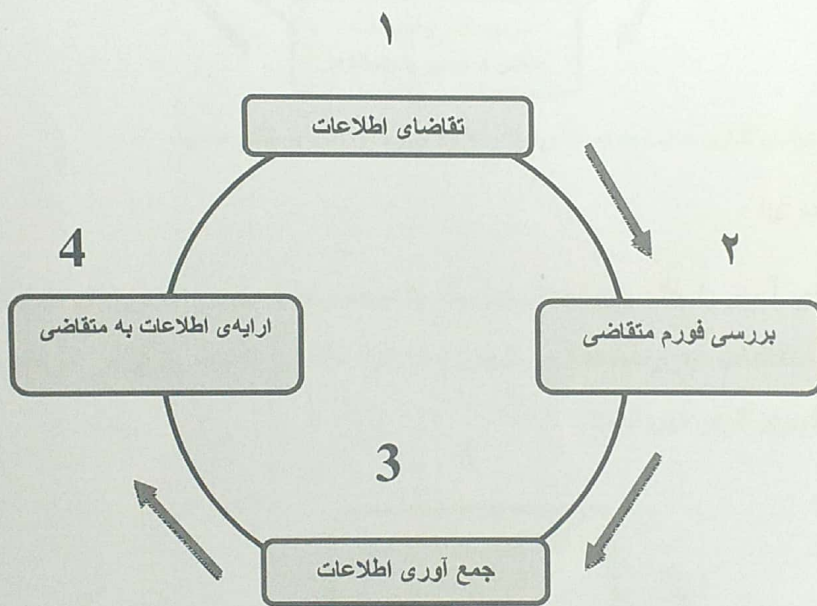 ۱
تقاضای اطلاعات
۲
بررسی فورم متقاضی
3
جمع آوری اطلاعات
4
ارایه‌ی اطلاعات به متقاضی